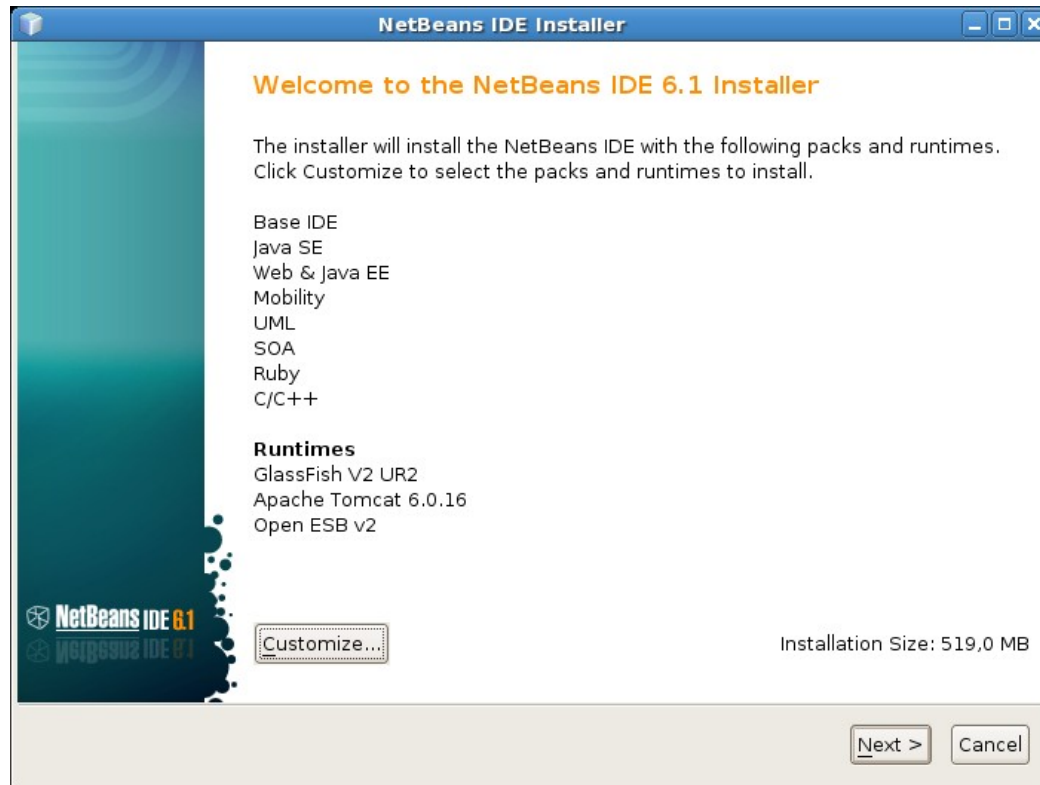 NetBeans IDE Installer
Welcome to the NetBeans IDE 6.1 Installer
The installer will install the NetBeans IDE with the following packs and runtimes.
Click Customize to select the packs and runtimes to install.
Base IDE
Java SE
Web & Java EE
Mobility
UML
SOA
Ruby
C/C++
Runtimes
GlassFish V2 UR2
Apache Tomcat 6.0.16
Open ESB v2
NetBeans IDE 6.1
Customize...
Installation Size: 519,0 MB
Next >
Cancel